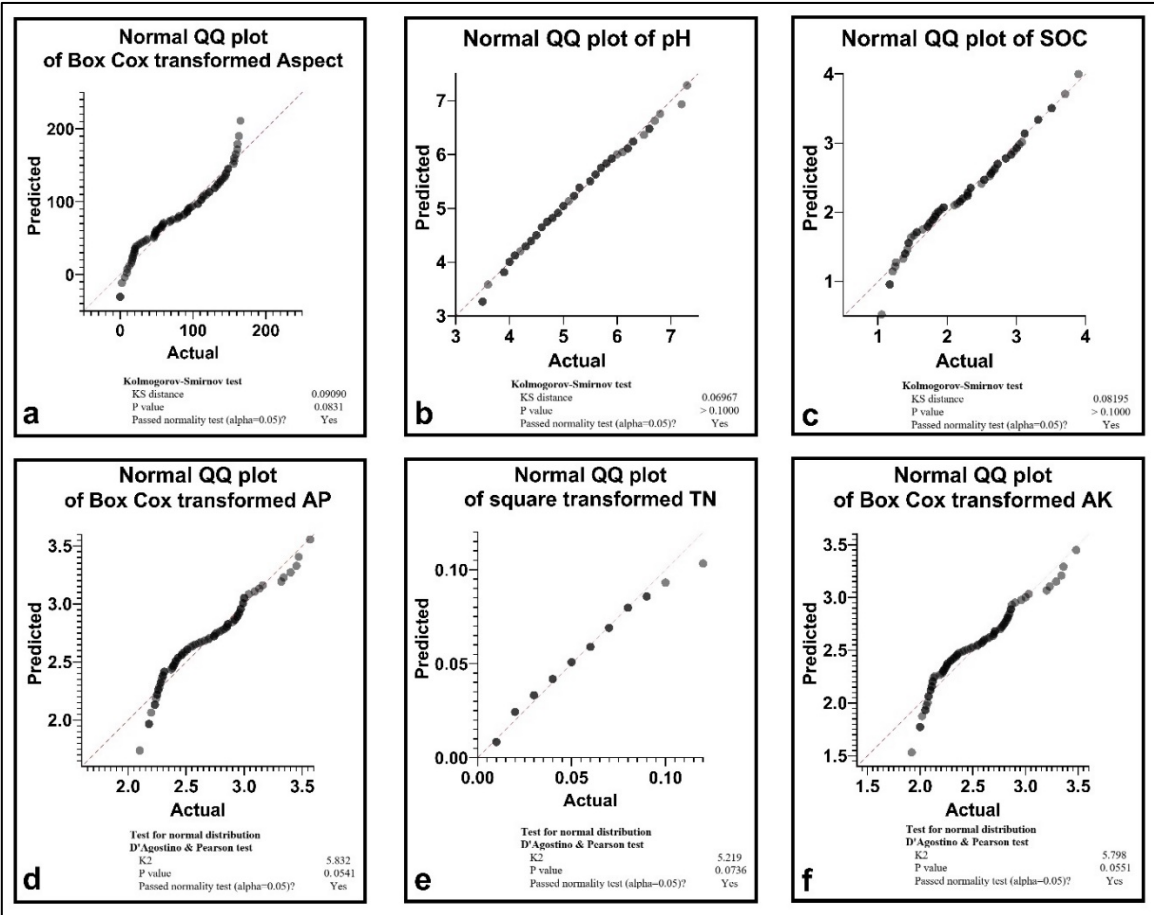 Normal QQ plot
of Box Cox transformed Aspect
200
100
0
Predicted
0 100 200
Actual
Kolmogorov-Smirnov test
KS distance 0.09090
P value 0.0831
Passed normality test (alpha=0.05)? Yes
a
Normal QQ plot of pH
7
6
5
4
3
Predicted
3 4 5 6 7
Actual
Kolmogorov-Smirnov test
KS distance 0.06967
P value > 0.1000
Passed normality test (alpha=0.05)? Yes
b
Normal QQ plot of SOC
4
3
2
1
Predicted
1 2 3 4
Actual
Kolmogorov-Smirnov test
KS distance 0.08195
P value > 0.1000
Passed normality test (alpha=0.05)? Yes
c
Normal QQ plot
of Box Cox transformed AP
3.5
3.0
2.5
2.0
Predicted
2.0 2.5 3.0 3.5
Actual
Test for normal distribution
D'Agostino & Pearson test
K2 5.832
P value 0.0541
Passed normality test (alpha=0.05)? Yes
d
Normal QQ plot
of square transformed TN
0.10
0.05
0.00
Predicted
0.00 0.05 0.10
Actual
Test for normal distribution
D'Agostino & Pearson test
K2 5.219
P value 0.0736
Passed normality test (alpha=0.05)? Yes
e
Normal QQ plot
of Box Cox transformed AK
3.5
3.0
2.5
2.0
1.5
Predicted
1.5 2.0 2.5 3.0 3.5
Actual
Test for normal distribution
D'Agostino & Pearson test
K2 5.798
P value 0.0551
Passed normality test (alpha=0.05)? Yes
f